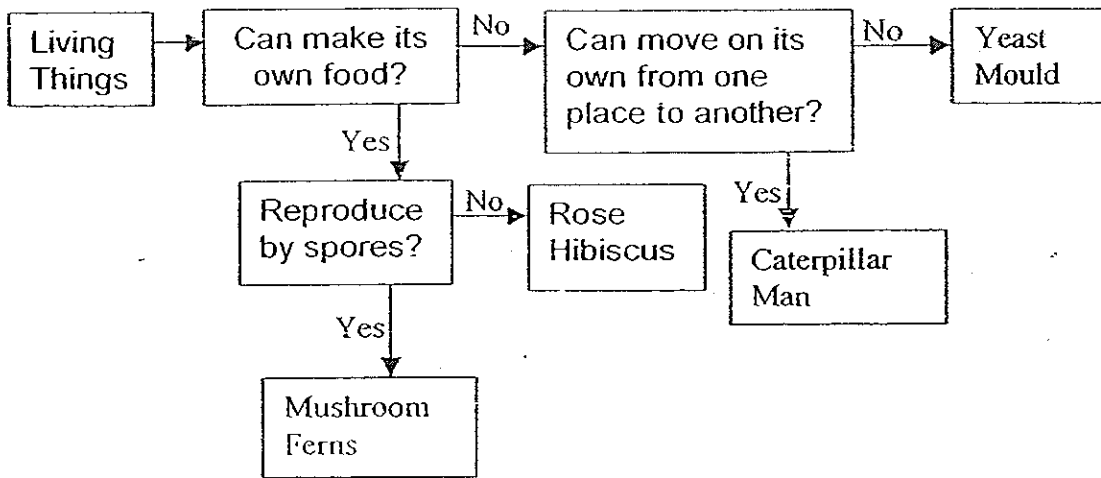 Living
Things
Can make its
own food?
No
Can move on its
own from one
place to another?
No
Yeast
Mould
Yes
Yes
Reproduce
by spores?
No
Rose
Hibiscus
Caterpillar
Man
Yes
Mushroom
Ferns